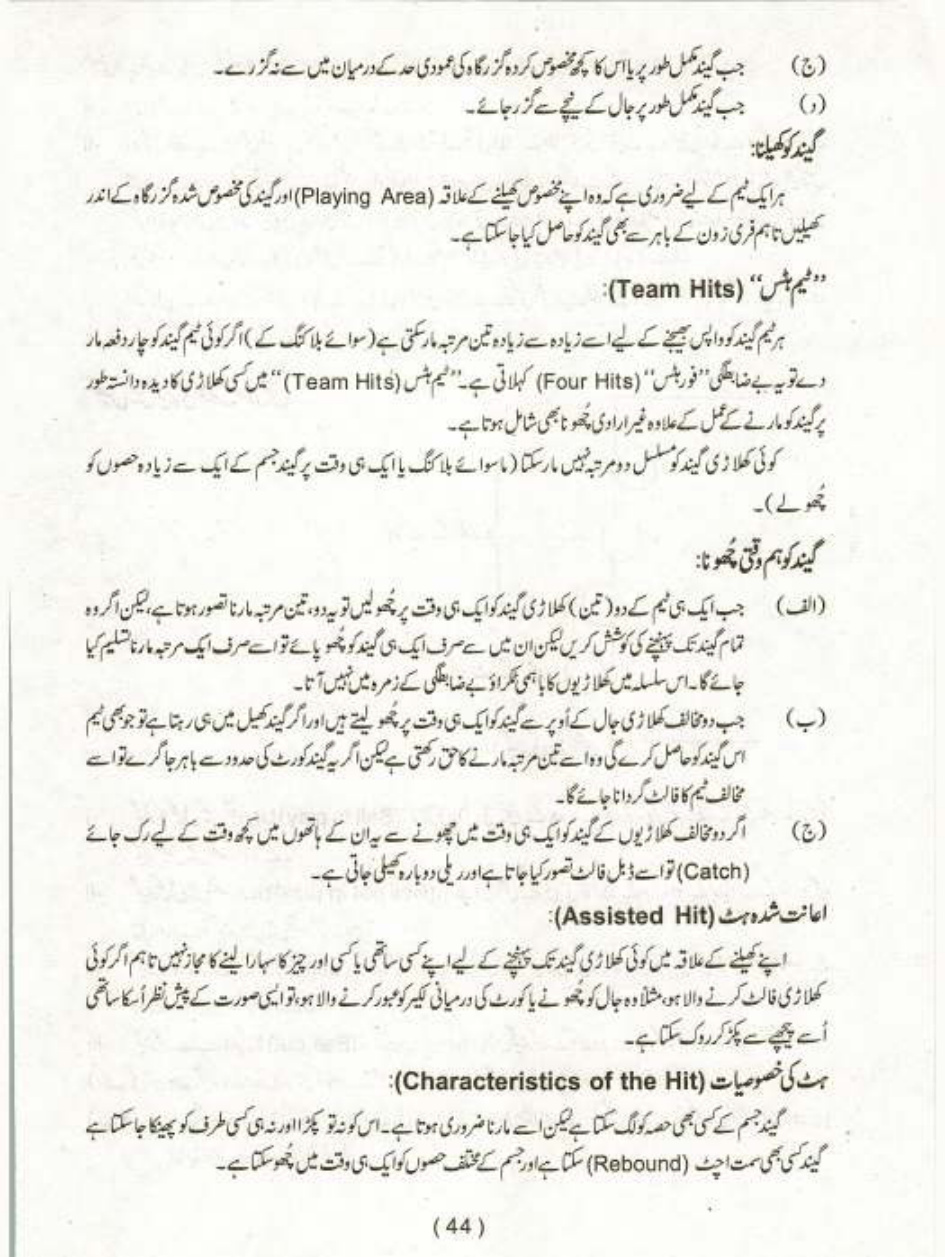 (ج) جب گیند مکمل طور پر یا اس کا کچھ مخصوص کردہ گزرگاہ کی عمودی حد کے درمیان میں سے نہ گزرے۔
(د) جب گیند مکمل طور پر جال کے نیچے سے گزر جائے۔
گیند کو کھیلنا:
ہر ایک ٹیم کے لیے ضروری ہے کہ وہ اپنے مخصوص کھیلنے کے علاقہ (Playing Area) اور گیند کی مخصوص شدہ گزرگاہ کے اندر
کھیلیں تاہم فری زون کے باہر سے بھی گیند کو حاصل کیا جا سکتا ہے۔
”ٹیم ہٹس“ (Team Hits):
ہر ٹیم گیند کو واپس بھیجنے کے لیے اسے زیادہ سے زیادہ تین مرتبہ مار سکتی ہے (سوائے بلاکنگ کے) اگر کوئی ٹیم گیند کو چار دفعہ مار
دے تو یہ بے ضابطگی ”فور ہٹس“ (Four Hits) کہلاتی ہے۔ ”ٹیم ہٹس (Team Hits)“ میں کسی کھلاڑی کا دیدہ دانستہ طور
پر گیند کو مارنے کے عمل کے علاوہ غیر ارادی چُھونا بھی شامل ہوتا ہے۔
کوئی کھلاڑی گیند کو مسلسل دو مرتبہ نہیں مار سکتا (ماسوائے بلاکنگ یا ایک ہی وقت پر گیند جسم کے ایک سے زیادہ حصوں کو
چُھولے)۔
گیند کو ہم وقتی چُھونا:
(الف) جب ایک ہی ٹیم کے دو (تین) کھلاڑی گیند کو ایک ہی وقت پر چُھولیں تو یہ دو، تین مرتبہ مارنا تصور ہوتا ہے، لیکن اگر وہ
تمام گیند تک پہنچنے کی کوشش کریں لیکن ان میں سے صرف ایک ہی گیند کو چُھو پائے تو اسے صرف ایک مرتبہ مارنا تسلیم کیا
جائے گا۔ اس سلسلہ میں کھلاڑیوں کا باہمی ٹکراؤ بے ضابطگی کے زمرہ میں نہیں آتا۔
(ب) جب دو مخالف کھلاڑی جال کے اُوپر سے گیند کو ایک ہی وقت پر چُھو لیتے ہیں اور اگر گیند کھیل میں ہی رہتا ہے تو جو بھی ٹیم
اس گیند کو حاصل کرے گی وہ اسے تین مرتبہ مارنے کا حق رکھتی ہے لیکن اگر یہ گیند کورٹ کی حدود سے باہر جا گرے تو اسے
مخالف ٹیم کا فالٹ گردانا جائے گا۔
(ج) اگر دو مخالف کھلاڑیوں کے گیند کو ایک ہی وقت میں چھونے سے یہ ان کے ہاتھوں میں کچھ وقت کے لیے رک جائے
(Catch) تو اسے ڈبل فالٹ تصور کیا جاتا ہے اور ریلی دوبارہ کھیلی جاتی ہے۔
اعانت شدہ ہٹ (Assisted Hit):
اپنے کھیلنے کے علاقہ میں کوئی کھلاڑی گیند تک پہنچنے کے لیے اپنے کسی ساتھی یا کسی اور چیز کا سہارا لینے کا مجاز نہیں تاہم اگر کوئی
کھلاڑی فالٹ کرنے والا ہو، مثلاً وہ جال کو چُھونے یا کورٹ کی درمیانی لکیر کو عبور کرنے والا ہو، تو ایسی صورت کے پیش نظر اُسکا ساتھی
اُسے پیچھے سے پکڑ کر روک سکتا ہے۔
ہٹ کی خصوصیات (Characteristics of the Hit):
گیند جسم کے کسی بھی حصہ کو لگ سکتا ہے لیکن اسے مارنا ضروری ہوتا ہے۔ اس کو نہ تو پکڑا اور نہ ہی کسی طرف کو پھینکا جا سکتا ہے
گیند کسی بھی سمت اچٹ (Rebound) سکتا ہے اور جسم کے مختلف حصوں کو ایک ہی وقت میں چُھو سکتا ہے۔
(44)